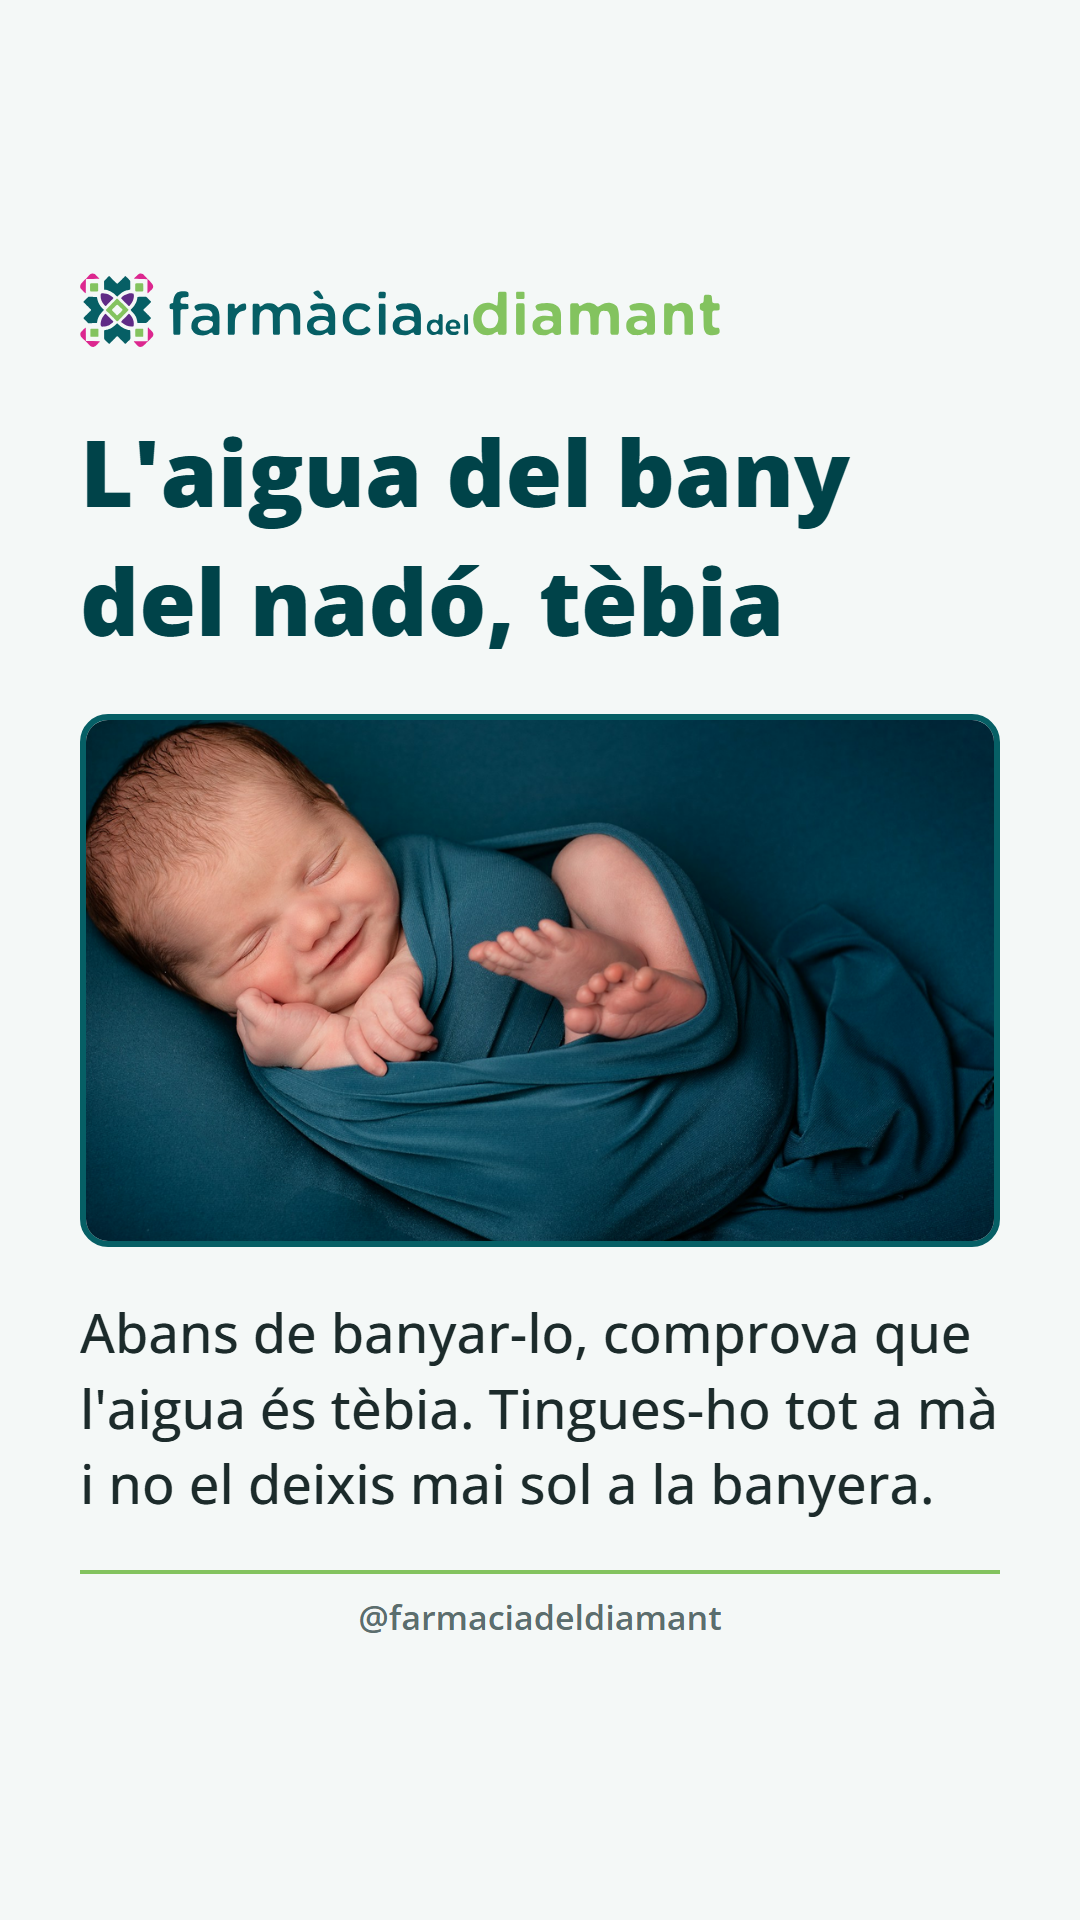 farmàciadeldiamant
L'aigua del bany
del nadó, tèbia
Abans de banyar-lo, comprova que
l'aigua és tèbia. Tingues-ho tot a mà
i no el deixis mai sol a la banyera.
@farmaciadeldiamant